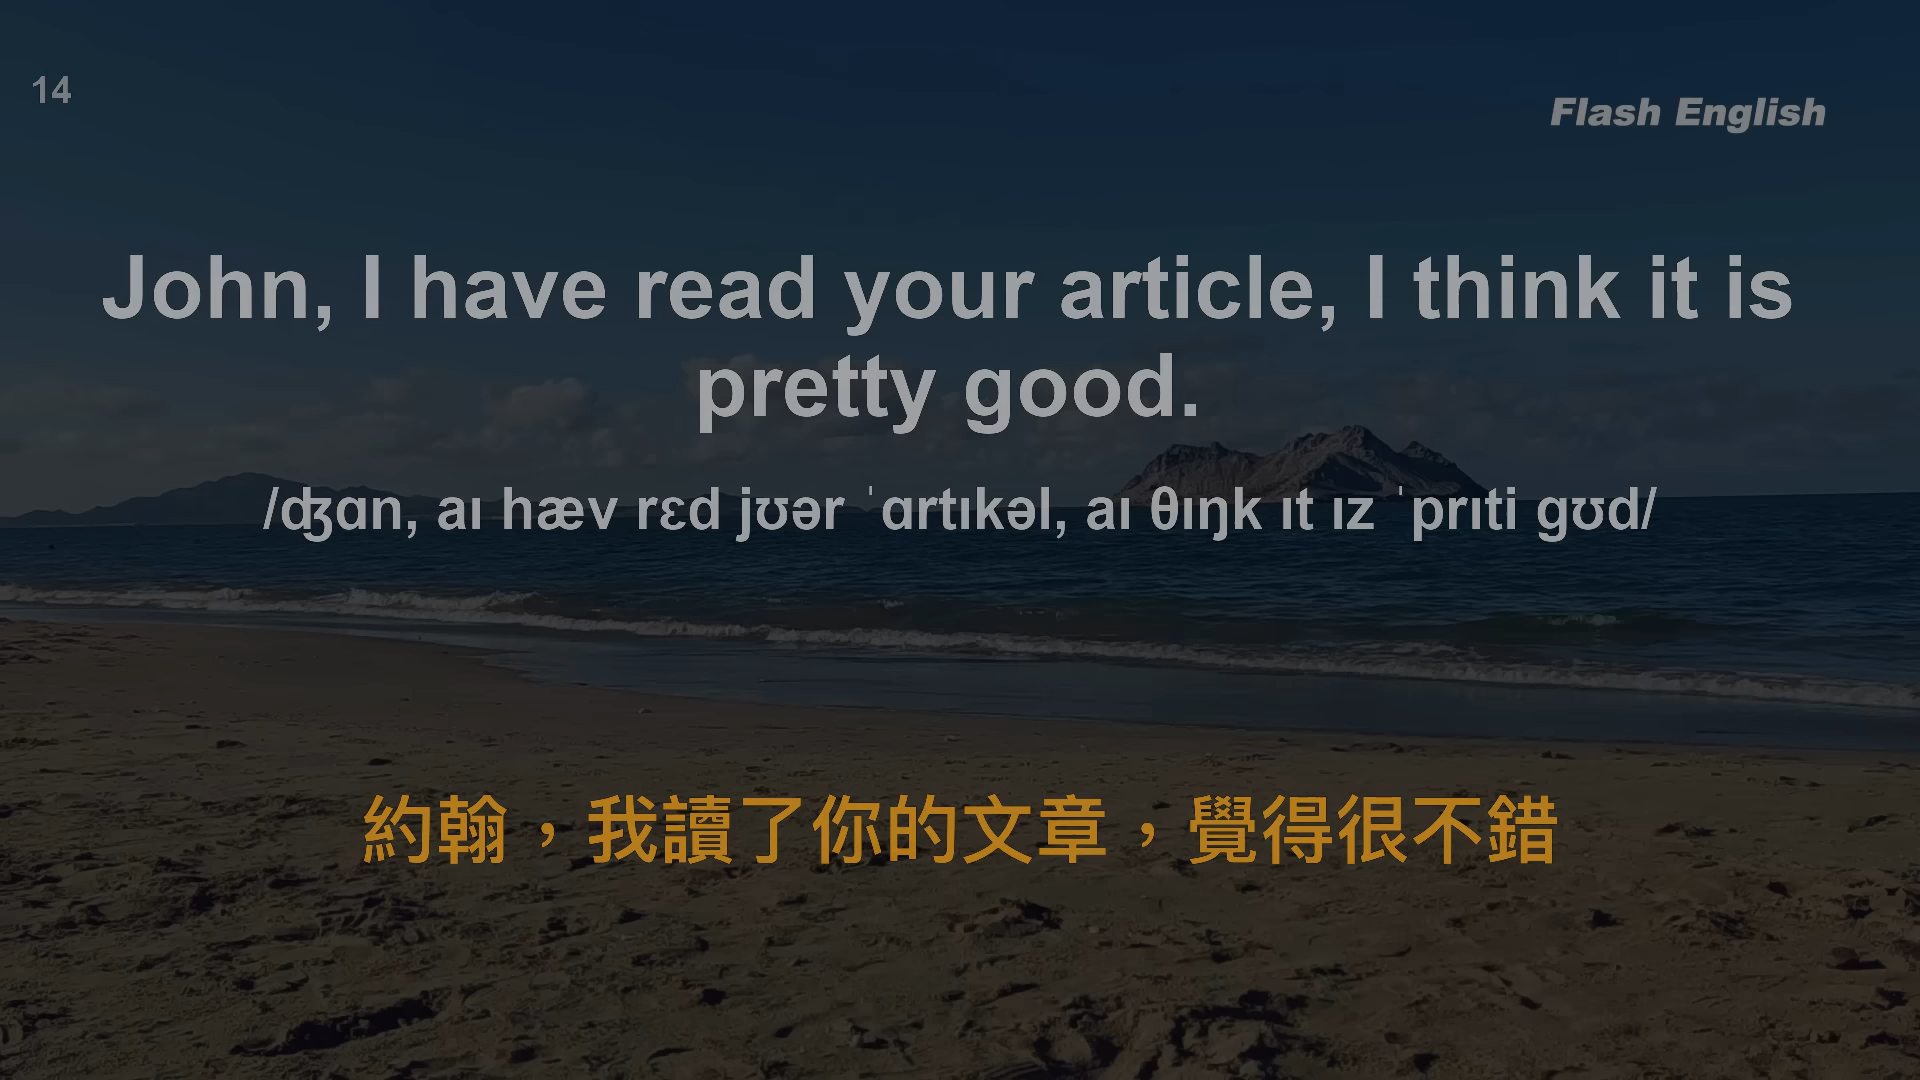 14
Flash English
John, I have read your article, I think it is
pretty good.
/ʤɑn, aɪ hæv rɛd jʊər ˈɑrtɪkəl, aɪ θɪŋk ɪt ɪz ˈprɪti gʊd/
約翰，我讀了你的文章，覺得很不錯